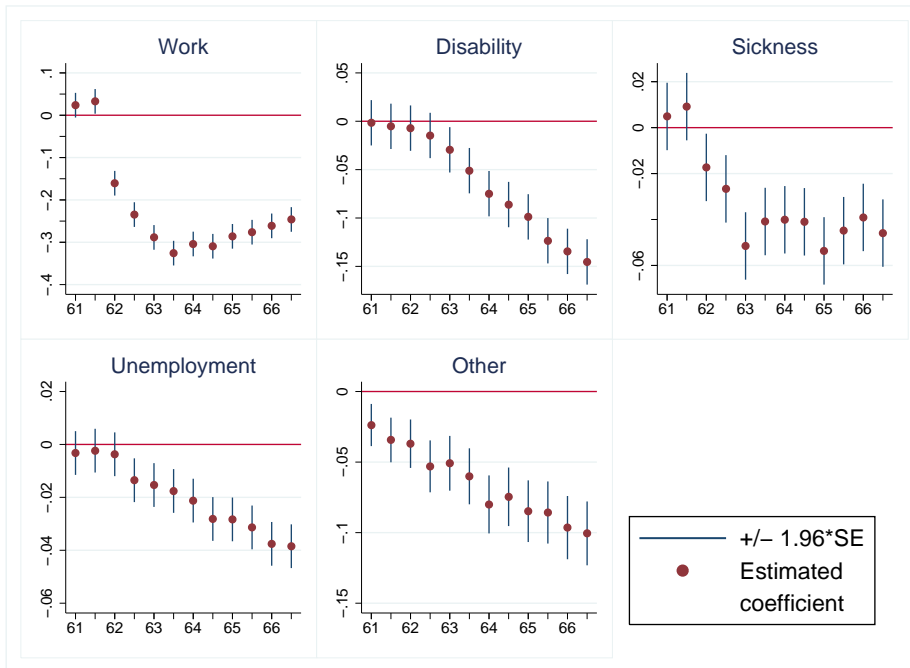 Work
.1
0
-.1
-.2
-.3
-.4
61 62 63 64 65 66
Disability
.05
0
-.05
-.1
-.15
61 62 63 64 65 66
Sickness
.02
0
-.02
-.06
61 62 63 64 65 66
Unemployment
.02
0
-.02
-.04
-.06
61 62 63 64 65 66
Other
0
-.05
-.1
-.15
61 62 63 64 65 66
+/− 1.96*SE
Estimated
coefficient